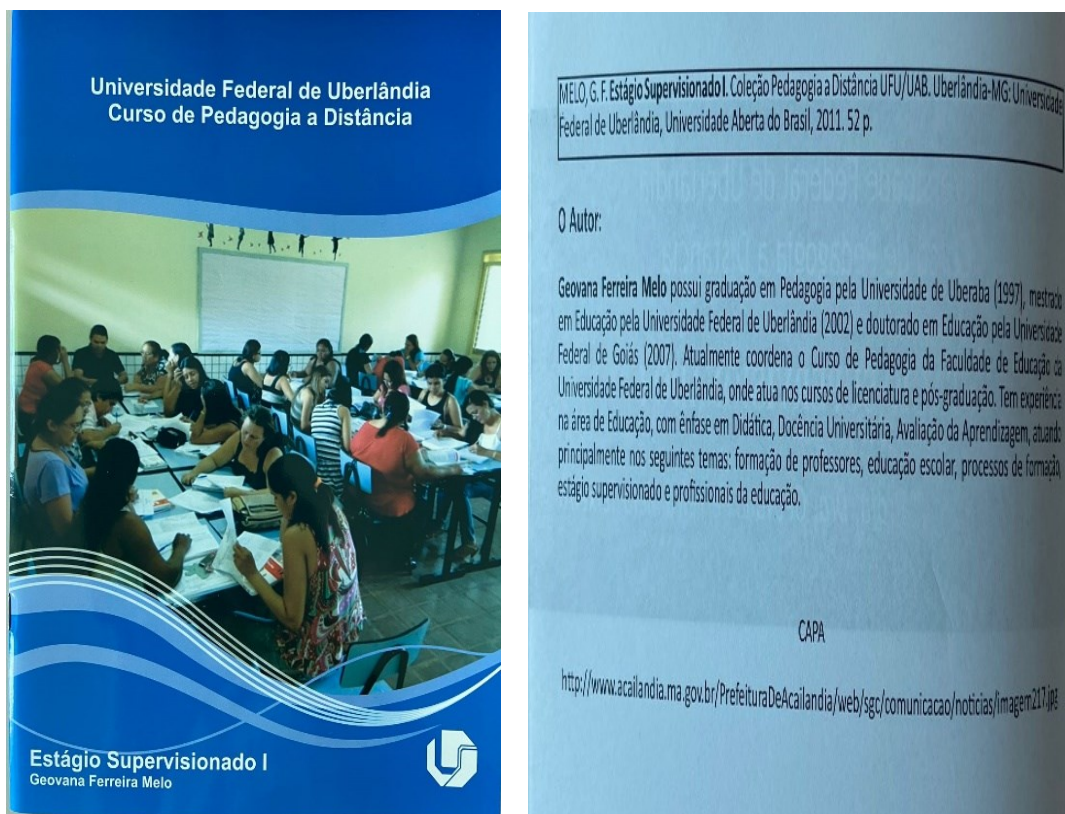 Universidade Federal de Uberlândia
Curso de Pedagogia a Distância
Estágio Supervisionado I
Geovana Ferreira Melo
MELO, G. F. Estágio Supervisionado I. Coleção Pedagogia a Distância UFU/UAB. Uberlândia-MG: Universidade
Federal de Uberlândia, Universidade Aberta do Brasil, 2011. 52 p.
O Autor:
Geovana Ferreira Melo possui graduação em Pedagogia pela Universidade de Uberaba (1997), mestrado
em Educação pela Universidade Federal de Uberlândia (2002) e doutorado em Educação pela Universidade
Federal de Goiás (2007). Atualmente coordena o Curso de Pedagogia da Faculdade de Educação da
Universidade Federal de Uberlândia, onde atua nos cursos de licenciatura e pós-graduação. Tem experiência
na área de Educação, com ênfase em Didática, Docência Universitária, Avaliação da Aprendizagem, atuando
principalmente nos seguintes temas: formação de professores, educação escolar, processos de formação,
estágio supervisionado e profissionais da educação.
CAPA
http://www.acailandia.ma.gov.br/PrefeituraDeAcailandia/web/sgc/comunicacao/noticias/imagem217.jpg